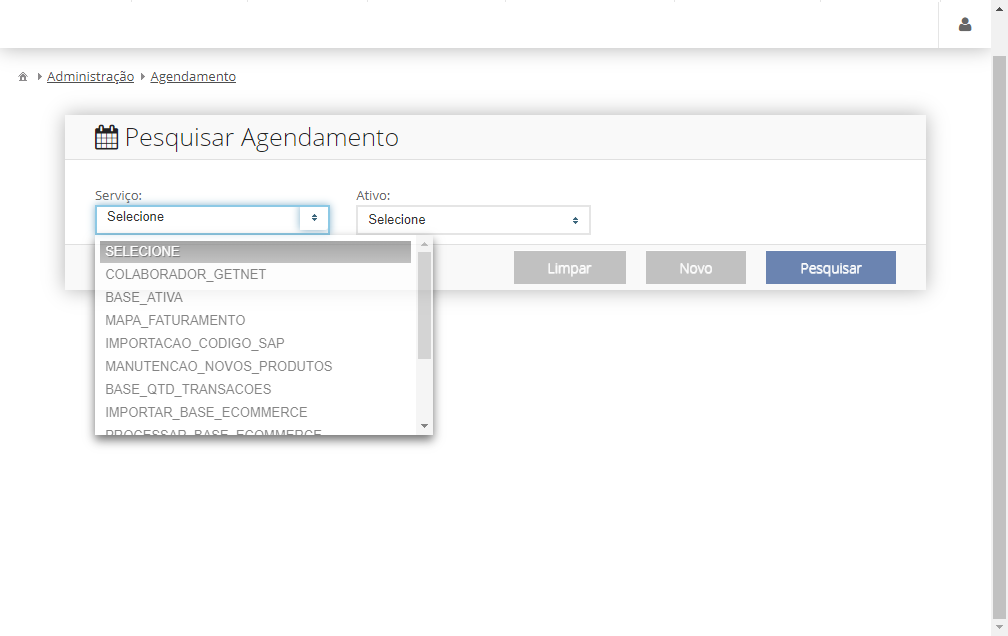 Administração Agendamento
Pesquisar Agendamento
Serviço: Ativo:
Selecione Selecione
SELECIONE
COLABORADOR_GETNET
BASE_ATIVA
MAPA_FATURAMENTO
IMPORTACAO_CODIGO_SAP
MANUTENCAO_NOVOS_PRODUTOS
BASE_QTD_TRANSACOES
IMPORTAR_BASE_ECOMMERCE
PROCESSAR_BASE_ECOMMERCE
Limpar Novo Pesquisar